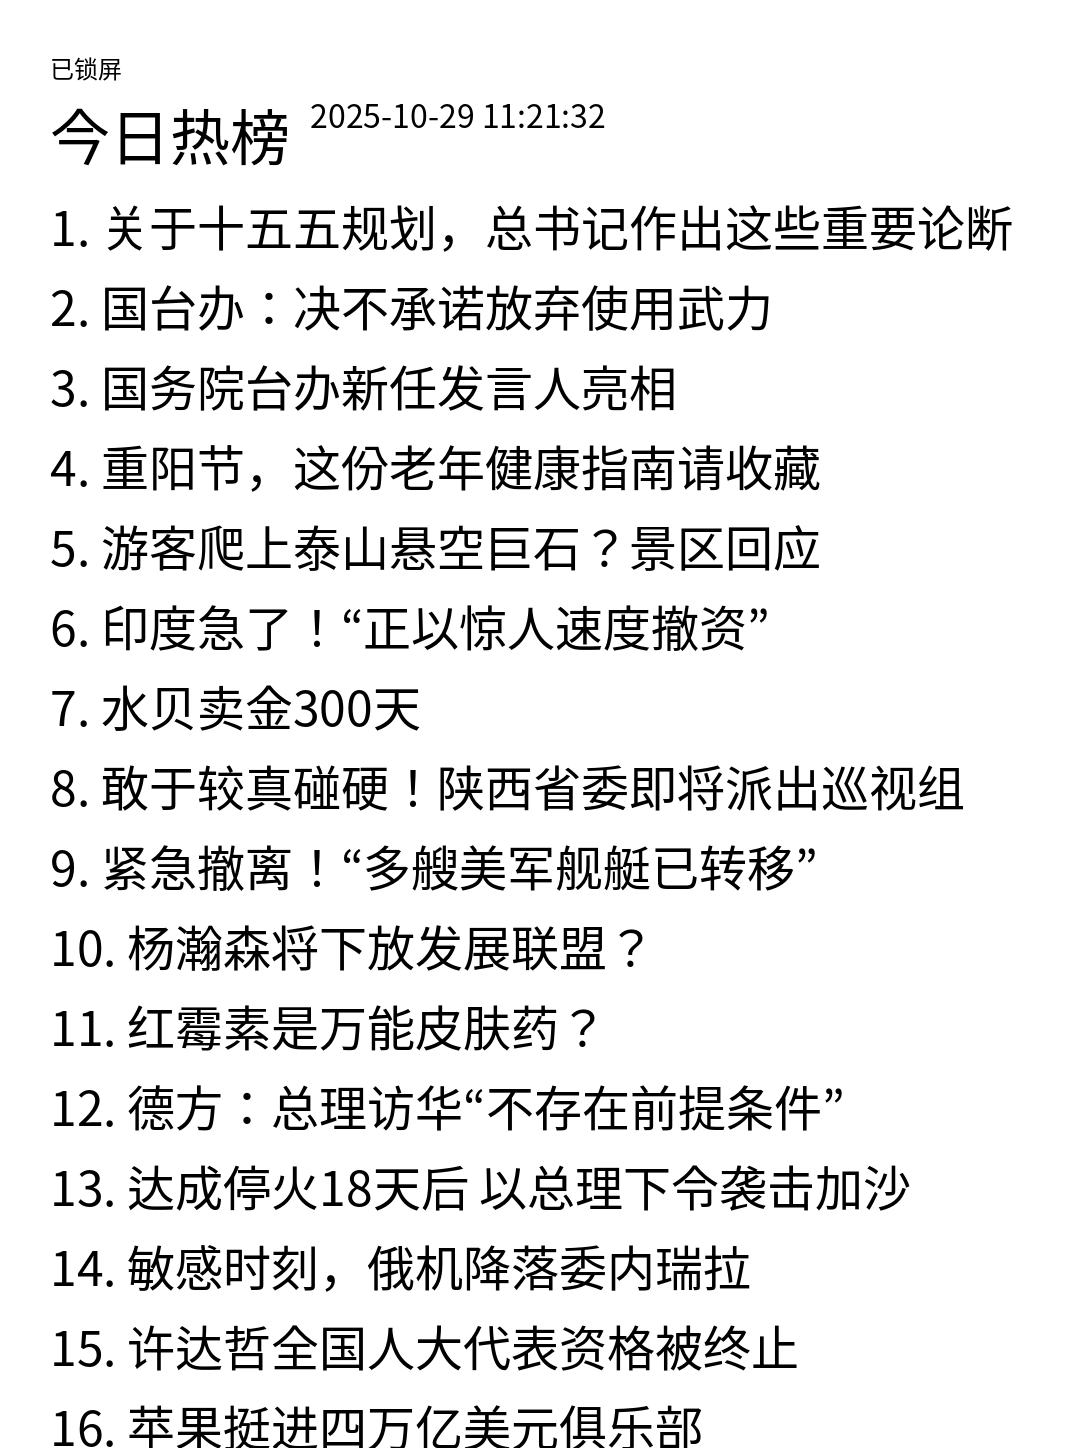 已锁屏
今日热榜 2025-10-29 11:21:32
1. 关于十五五规划，总书记作出这些重要论断
2. 国台办：决不承诺放弃使用武力
3. 国务院台办新任发言人亮相
4. 重阳节，这份老年健康指南请收藏
5. 游客爬上泰山悬空巨石？景区回应
6. 印度急了！“正以惊人速度撤资”
7. 水贝卖金300天
8. 敢于较真碰硬！陕西省委即将派出巡视组
9. 紧急撤离！“多艘美军舰艇已转移”
10. 杨瀚森将下放发展联盟？
11. 红霉素是万能皮肤药？
12. 德方：总理访华“不存在前提条件”
13. 达成停火18天后 以总理下令袭击加沙
14. 敏感时刻，俄机降落委内瑞拉
15. 许达哲全国人大代表资格被终止
16. 苹果挺进四万亿美元俱乐部